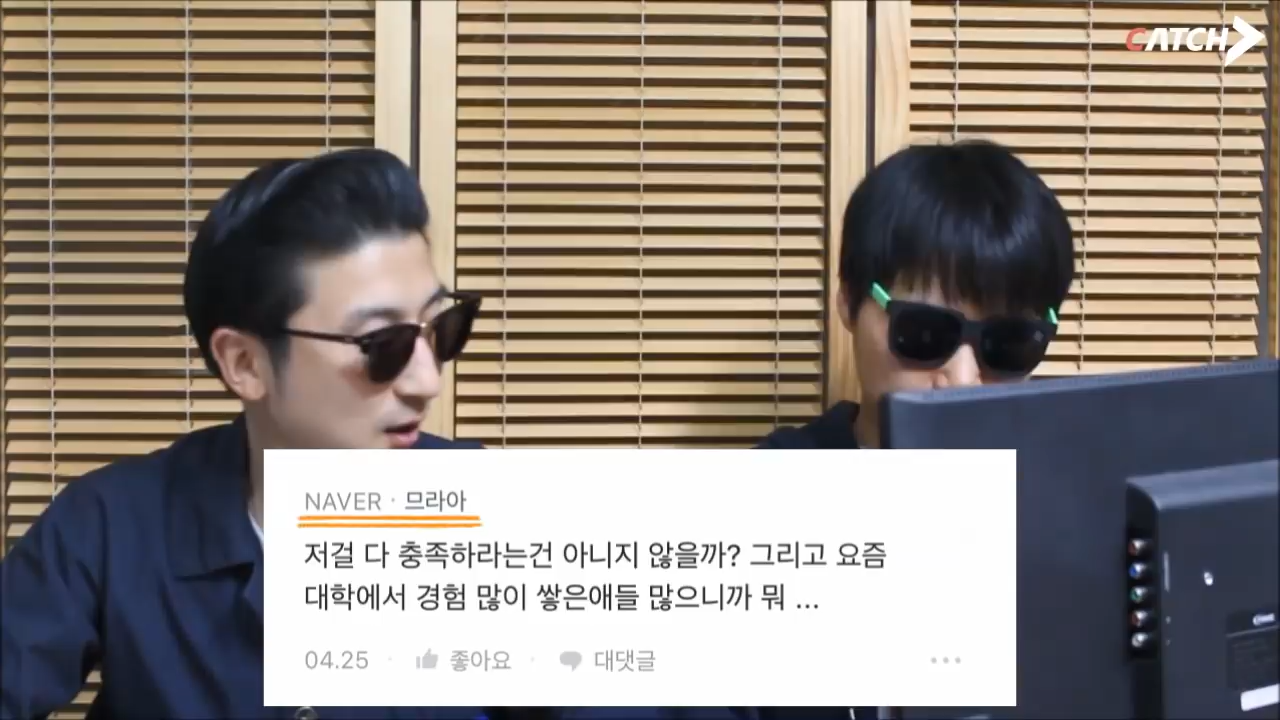 CATCH
NAVER · 므라아
저걸 다 충족하라는건 아니지 않을까? 그리고 요즘
대학에서 경험 많이 쌓은애들 많으니까 뭐 ...
04.25 · 좋아요 · 대댓글